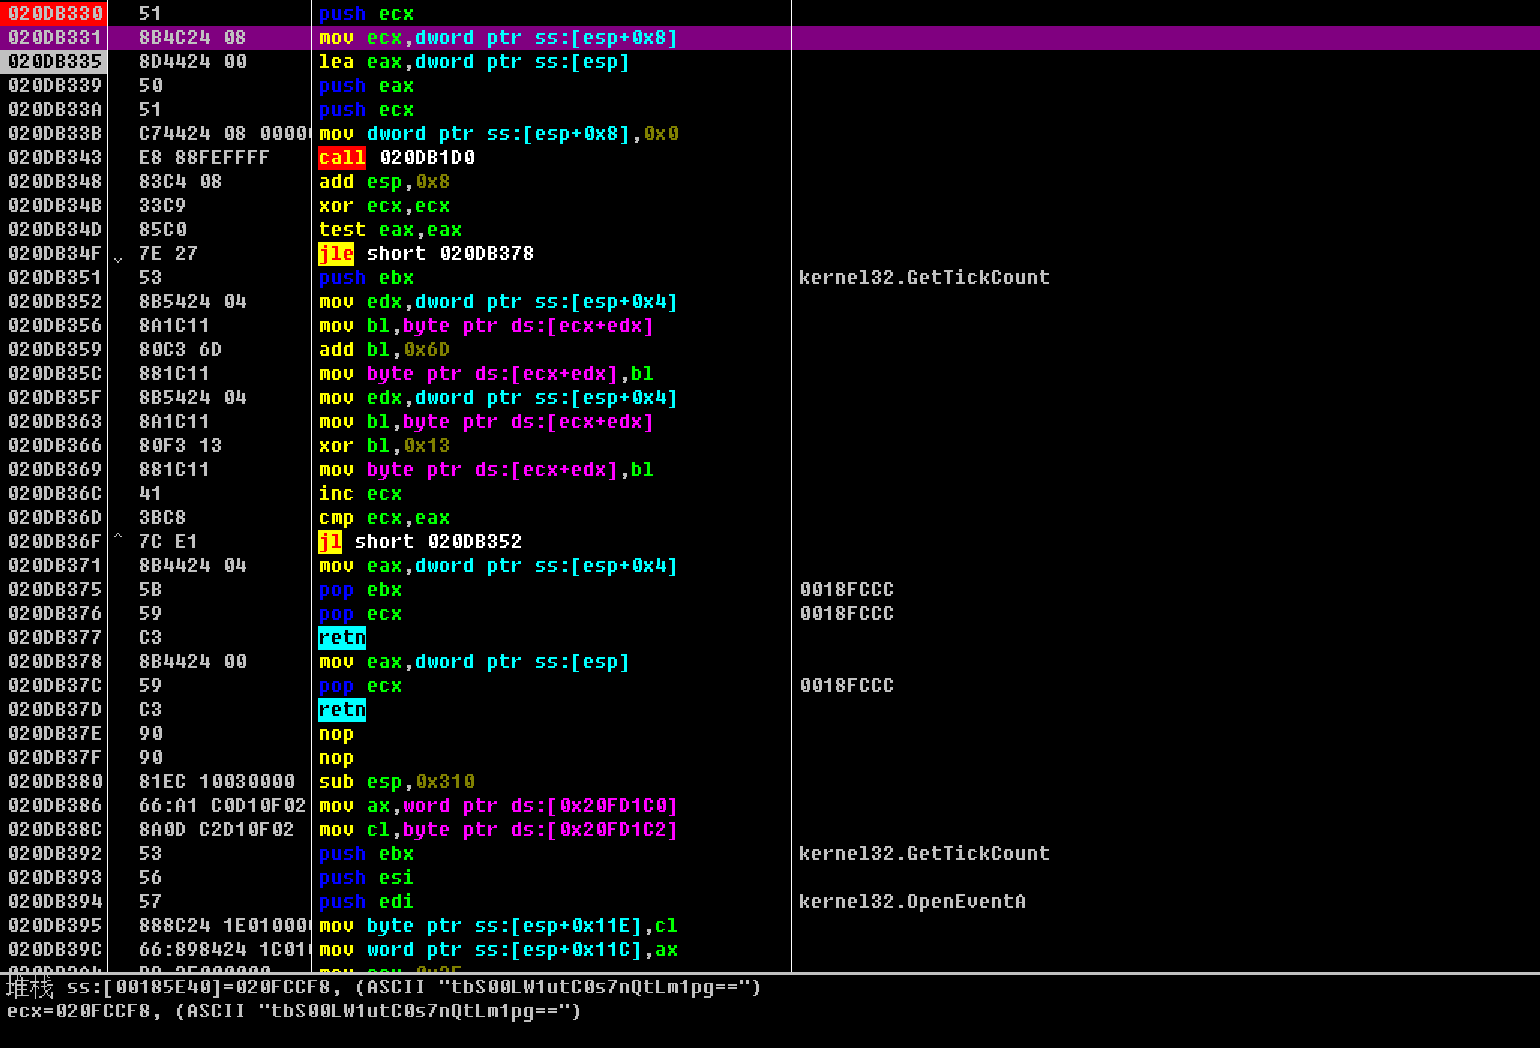 020DB330 51 push ecx
020DB331 8B4C24 08 mov ecx,dword ptr ss:[esp+0x8]
020DB335 8D4424 00 lea eax,dword ptr ss:[esp]
020DB339 50 push eax
020DB33A 51 push ecx
020DB33B C74424 08 0000 mov dword ptr ss:[esp+0x8],0x0
020DB343 E8 88FEFFFF call 020DB1D0
020DB348 83C4 08 add esp,0x8
020DB34B 33C9 xor ecx,ecx
020DB34D 85C0 test eax,eax
020DB34F 7E 27 jle short 020DB378
020DB351 53 push ebx kernel32.GetTickCount
020DB352 8B5424 04 mov edx,dword ptr ss:[esp+0x4]
020DB356 8A1C11 mov bl,byte ptr ds:[ecx+edx]
020DB359 80C3 6D add bl,0x6D
020DB35C 881C11 mov byte ptr ds:[ecx+edx],bl
020DB35F 8B5424 04 mov edx,dword ptr ss:[esp+0x4]
020DB363 8A1C11 mov bl,byte ptr ds:[ecx+edx]
020DB366 80F3 13 xor bl,0x13
020DB369 881C11 mov byte ptr ds:[ecx+edx],bl
020DB36C 41 inc ecx
020DB36D 3BC8 cmp ecx,eax
020DB36F ^ 7C E1 jl short 020DB352
020DB371 8B4424 04 mov eax,dword ptr ss:[esp+0x4]
020DB375 5B pop ebx 0018FCCC
020DB376 59 pop ecx 0018FCCC
020DB377 C3 retn
020DB378 8B4424 00 mov eax,dword ptr ss:[esp]
020DB37C 59 pop ecx 0018FCCC
020DB37D C3 retn
020DB37E 90 nop
020DB37F 90 nop
020DB380 81EC 10030000 sub esp,0x310
020DB386 66:A1 C0D10F02 mov ax,word ptr ds:[0x20FD1C0]
020DB38C 8A0D C2D10F02 mov cl,byte ptr ds:[0x20FD1C2]
020DB392 53 push ebx kernel32.GetTickCount
020DB393 56 push esi
020DB394 57 push edi kernel32.OpenEventA
020DB395 888C24 1E01000 mov byte ptr ss:[esp+0x11E],cl
020DB39C 66:898424 1C01 mov word ptr ss:[esp+0x11C],ax
堆栈 ss:[00185E40]=020FCCF8, (ASCII "tbS00LW1utC0s7nQtLm1pg==")
ecx=020FCCF8, (ASCII "tbS00LW1utC0s7nQtLm1pg==")